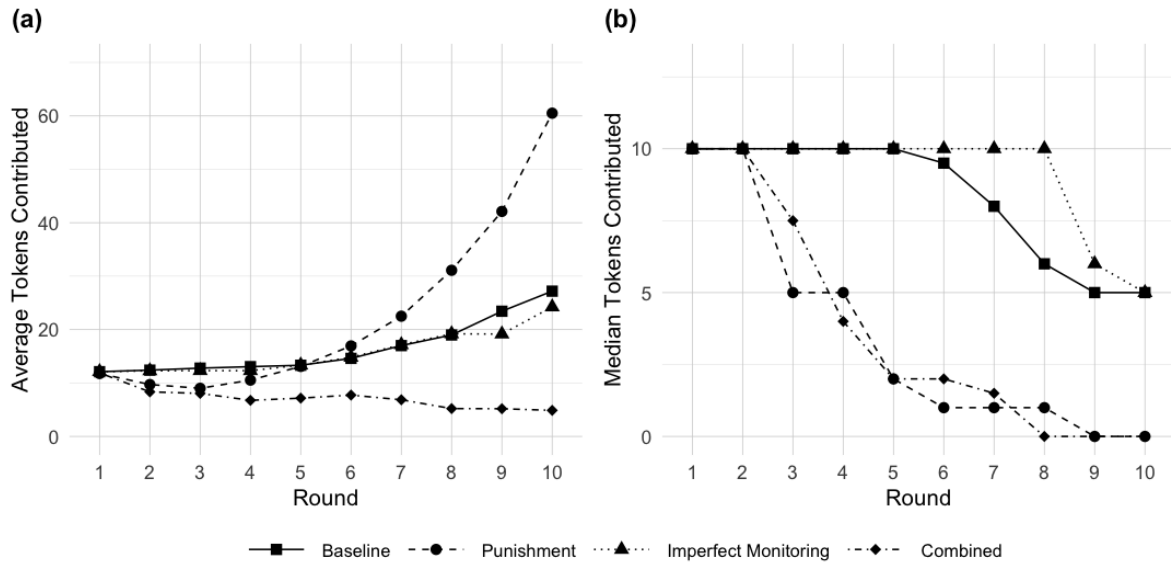 (a)
Average Tokens Contributed
60
40
20
0
1 2 3 4 5 6 7 8 9 10
Round
(b)
Median Tokens Contributed
10
5
0
1 2 3 4 5 6 7 8 9 10
Round
Baseline Punishment Imperfect Monitoring Combined